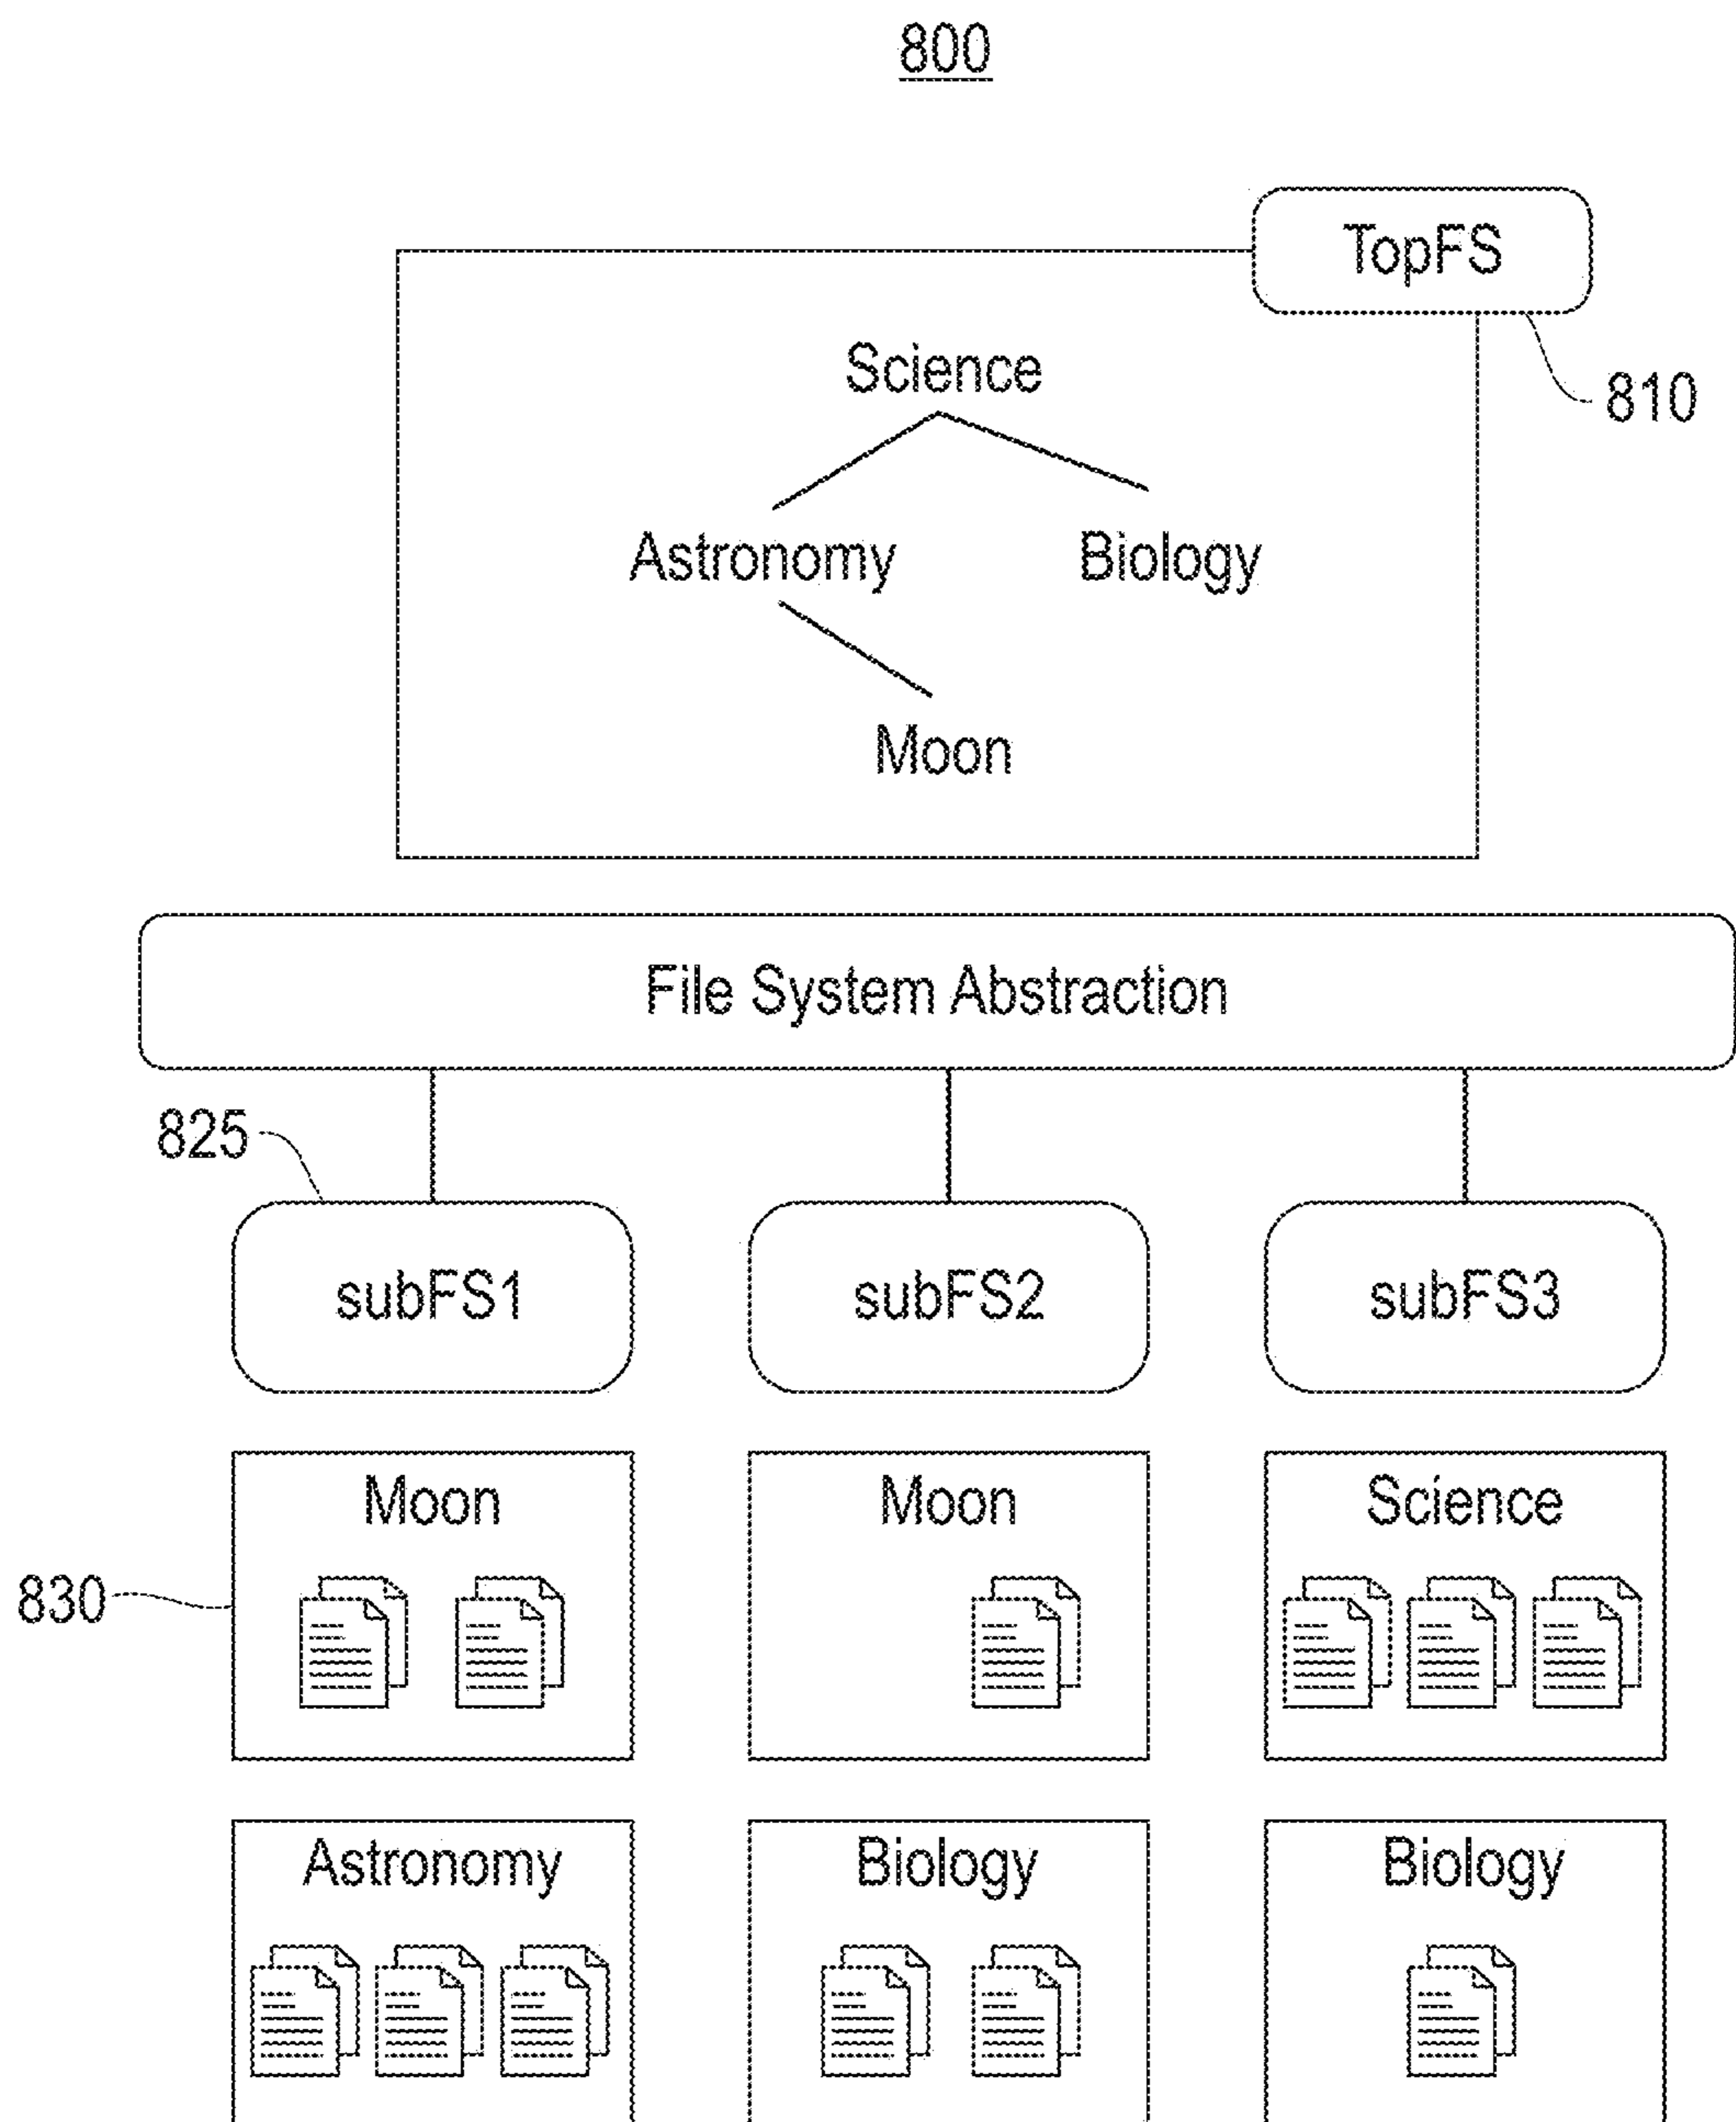 800
TopFS
810
Science
Astronomy Biology
Moon
File System Abstraction
825
subFS1 subFS2 subFS3
Moon Moon Science
830
Astronomy Biology Biology